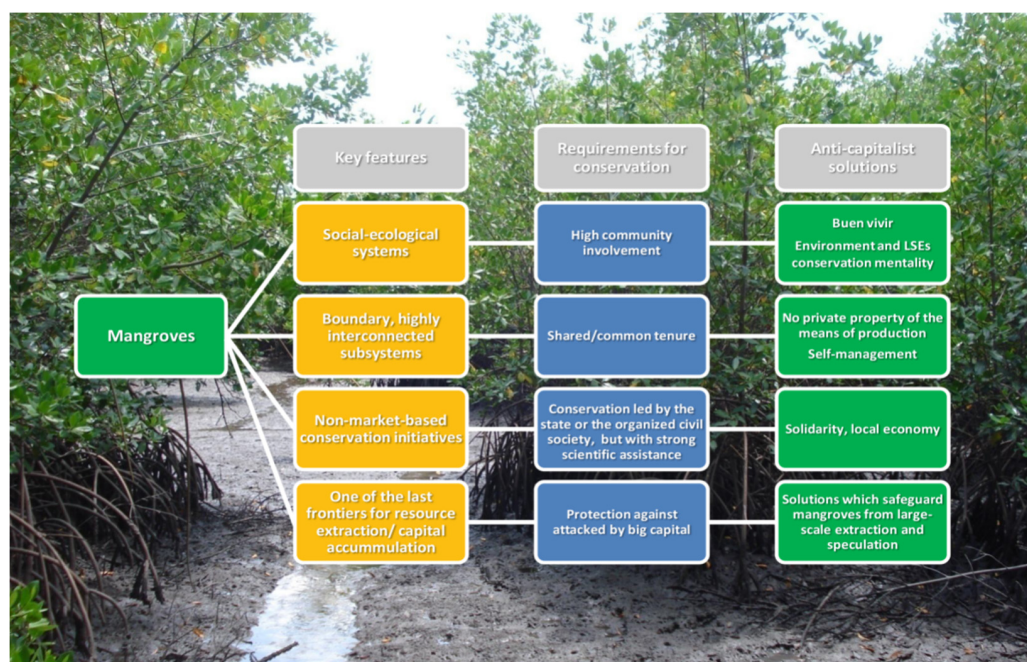 Key features
Requirements for
conservation
Anti-capitalist
solutions
Mangroves
Social-ecological
systems
High community
involvement
Buen vivir
Environment and LSEs
conservation mentality
Boundary, highly
interconnected
subsystems
Shared/common tenure
No private property of the
means of production
Self-management
Non-market-based
conservation initiatives
Conservation led by the
state or the organized civil
society, but with strong
scientific assistance
Solidarity, local economy
One of the last
frontiers for resource
extraction/ capital
accummulation
Protection against
attacked by big capital
Solutions which safeguard
mangroves from large-
scale extraction and
speculation